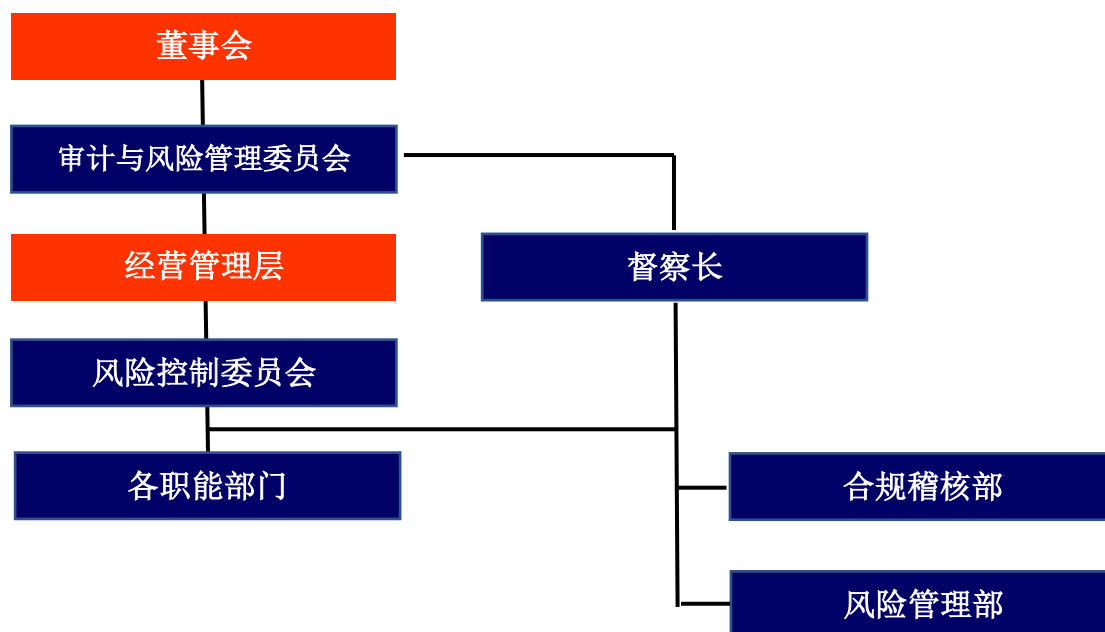 董事会
审计与风险管理委员会
经营管理层
督察长
风险控制委员会
各职能部门
合规稽核部
风险管理部